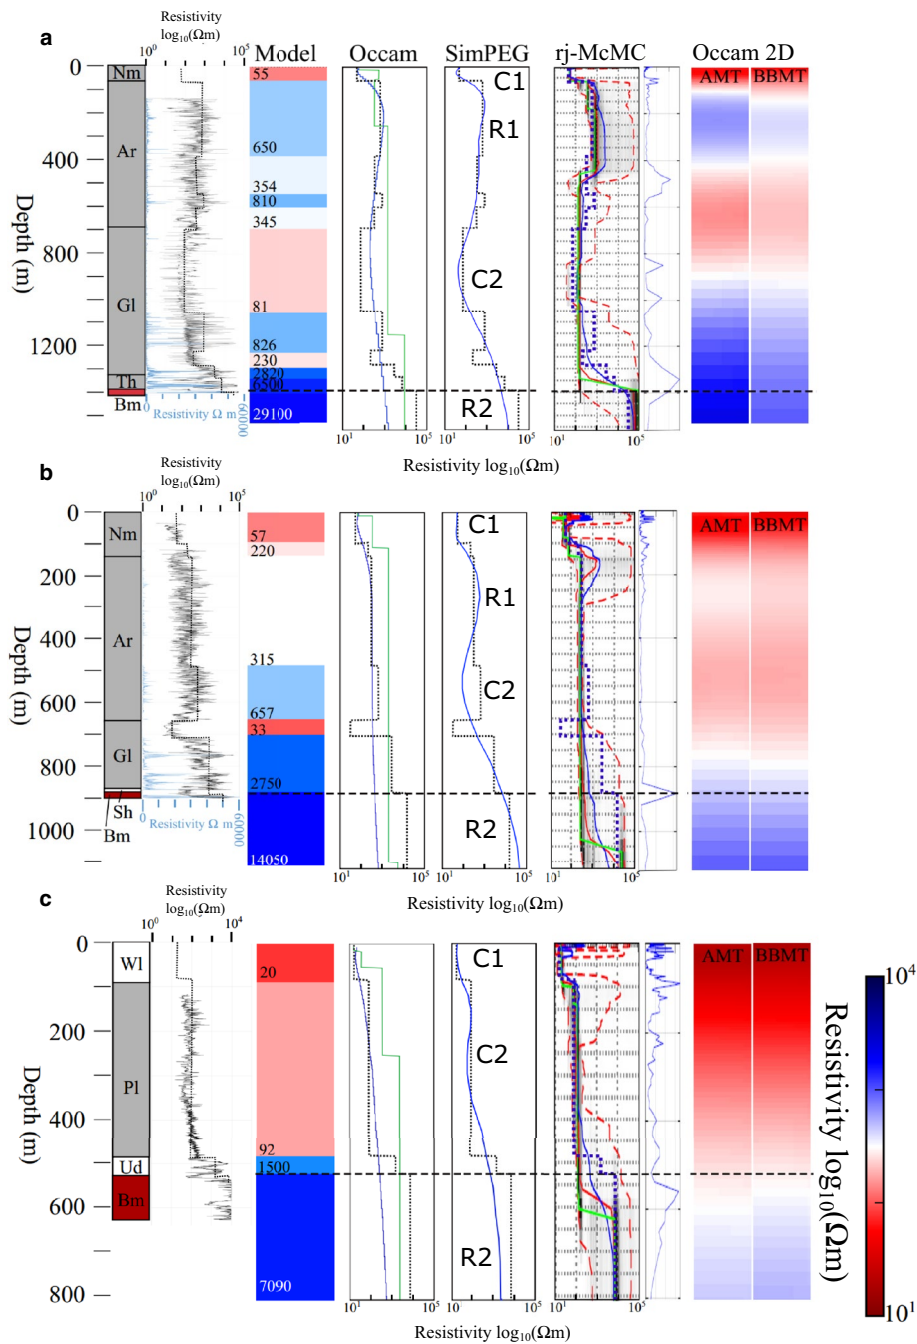 a
Resistivity
log10(Ωm)
10^0
10^5
Model
Occam
SimPEG
rj-McMC
Occam 2D
0
400
800
1200
Depth (m)
Nm
Ar
Gl
Th
Bm
0
Resistivity Ω m
60000
55
650
354
810
345
81
826
230
2820
6500
29100
C1
R1
C2
R2
AMT
BBMT
10^1
10^5
10^1
10^5
10^1
10^5
Resistivity log10(Ωm)
b
Resistivity
log10(Ωm)
10^0
10^5
0
200
400
600
800
1000
Depth (m)
Nm
Ar
Gl
Sh
Bm
0
Resistivity Ω m
60000
57
220
315
657
33
2750
14050
C1
R1
C2
R2
AMT
BBMT
10^1
10^5
10^1
10^5
10^1
10^5
Resistivity log10(Ωm)
c
Resistivity
log10(Ωm)
10^0
10^4
0
200
400
600
800
Depth (m)
Wl
Pl
Ud
Bm
20
92
1500
7090
C1
C2
R2
AMT
BBMT
10^1
10^5
10^1
10^5
10^1
10^5
Resistivity log10(Ωm)
10^4
Resistivity log10(Ωm)
10^1